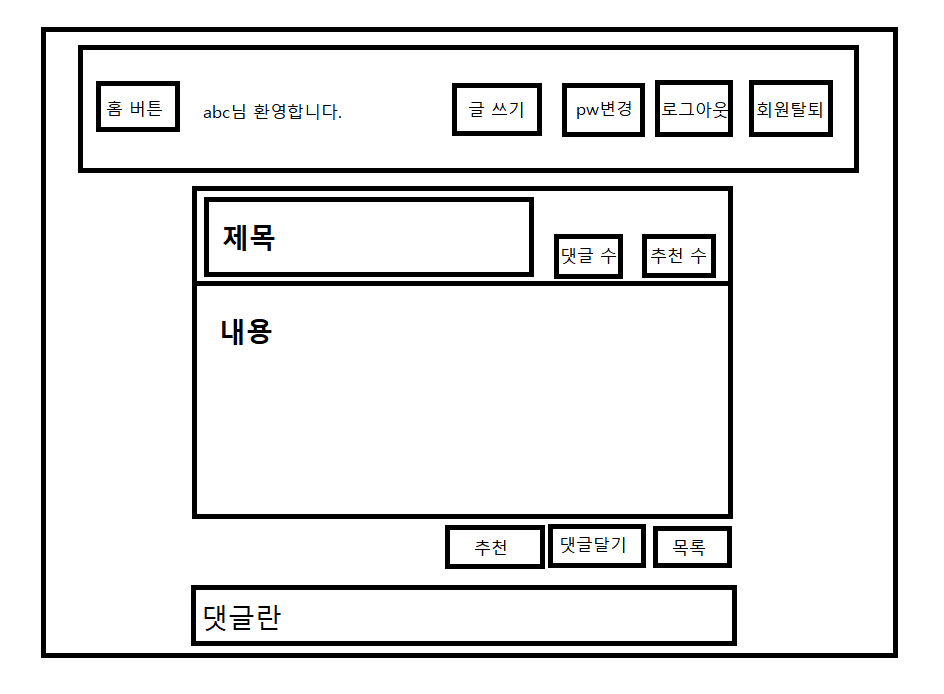 홈 버튼
abc님 환영합니다.
글 쓰기
pw변경
로그아웃
회원탈퇴
제목
댓글 수
추천 수
내용
추천
댓글달기
목록
댓글란